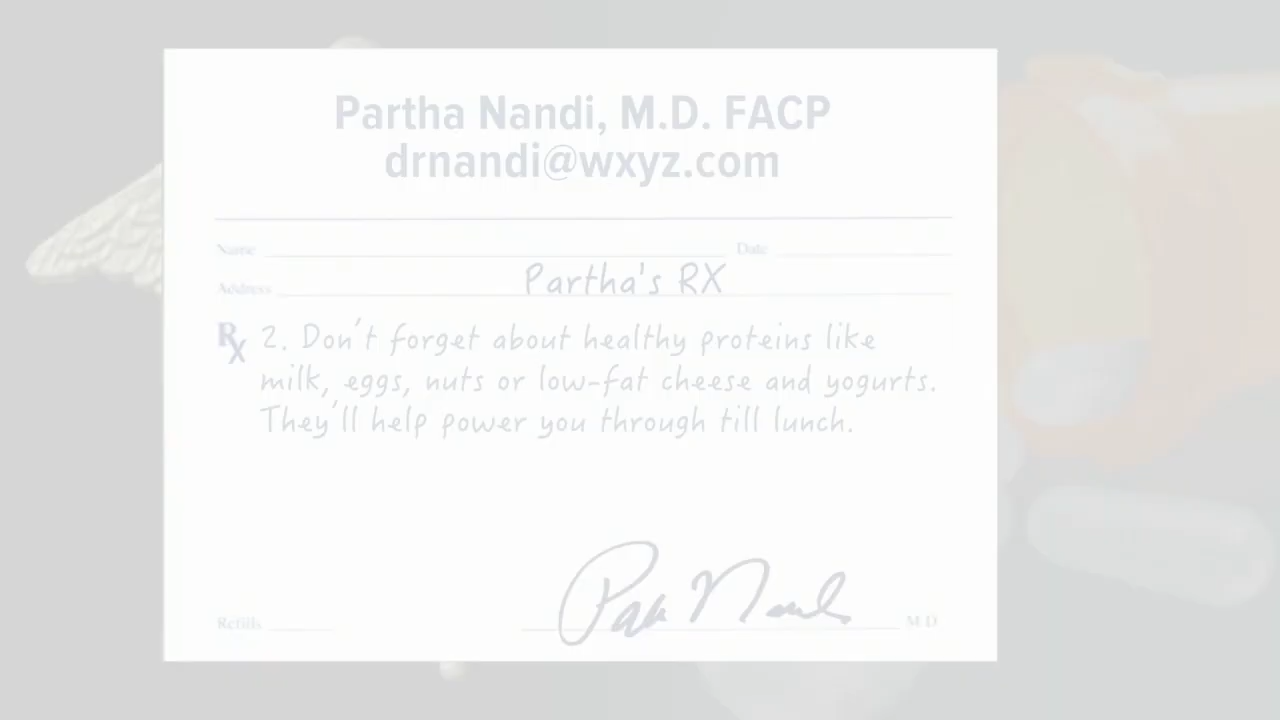 Partha Nandi, M.D. FACP
drnandi@wxyz.com
Name Date
Partha's RX
Address
Rx 2. Don't forget about healthy proteins like
milk, eggs, nuts or low-fat cheese and yogurts.
They'll help power you through till lunch.
Refills M D